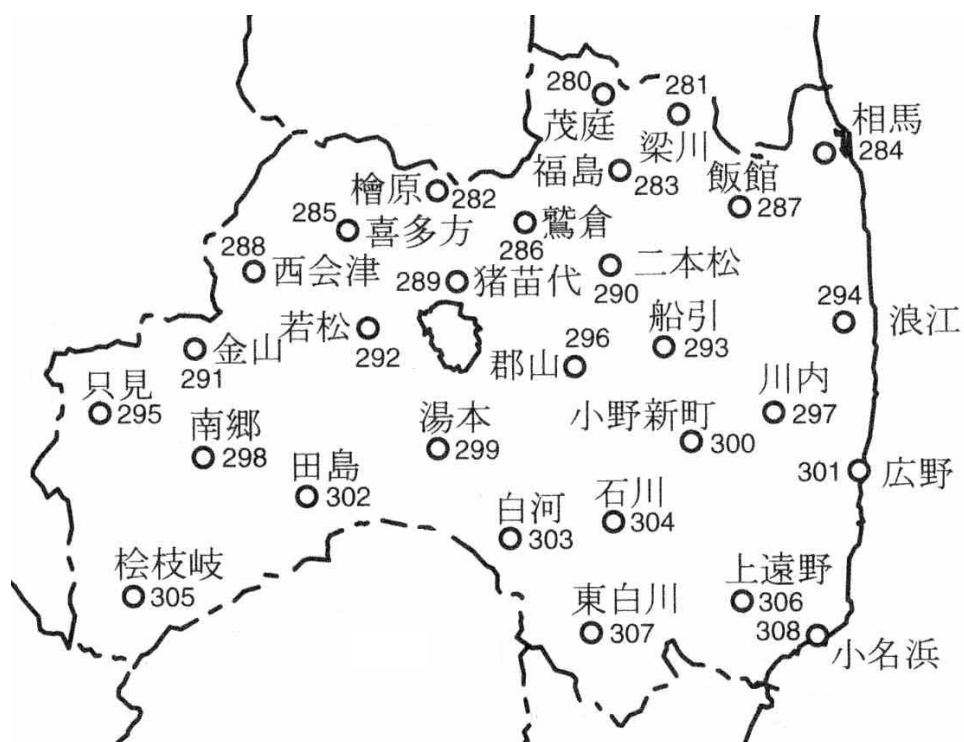 280
茂庭
281
梁川
相馬
284
福島
283
飯館
287
檜原
282
285
喜多方
鷲倉
286
288
西会津
289
猪苗代
二本松
290
294
浪江
船引
293
若松
292
296
郡山
金山
291
川内
297
只見
295
小野新町
300
南郷
298
湯本
299
301
広野
田島
302
石川
304
白河
303
桧枝岐
305
上遠野
306
東白川
307
308
小名浜